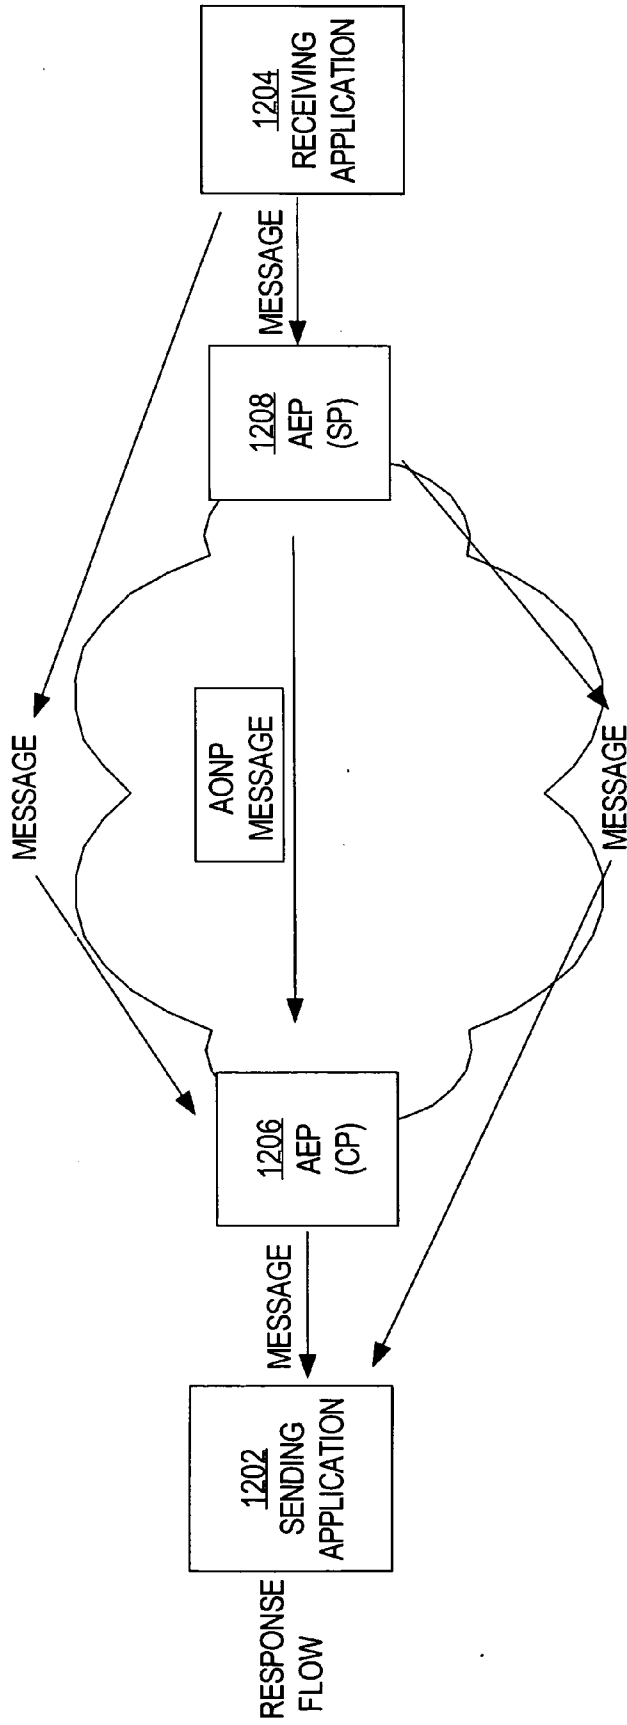 RESPONSE
FLOW
1202
SENDING
APPLICATION
MESSAGE
1206
AEP
(CP)
MESSAGE
AONP
MESSAGE
MESSAGE
1208
AEP
(SP)
MESSAGE
1204
RECEIVING
APPLICATION